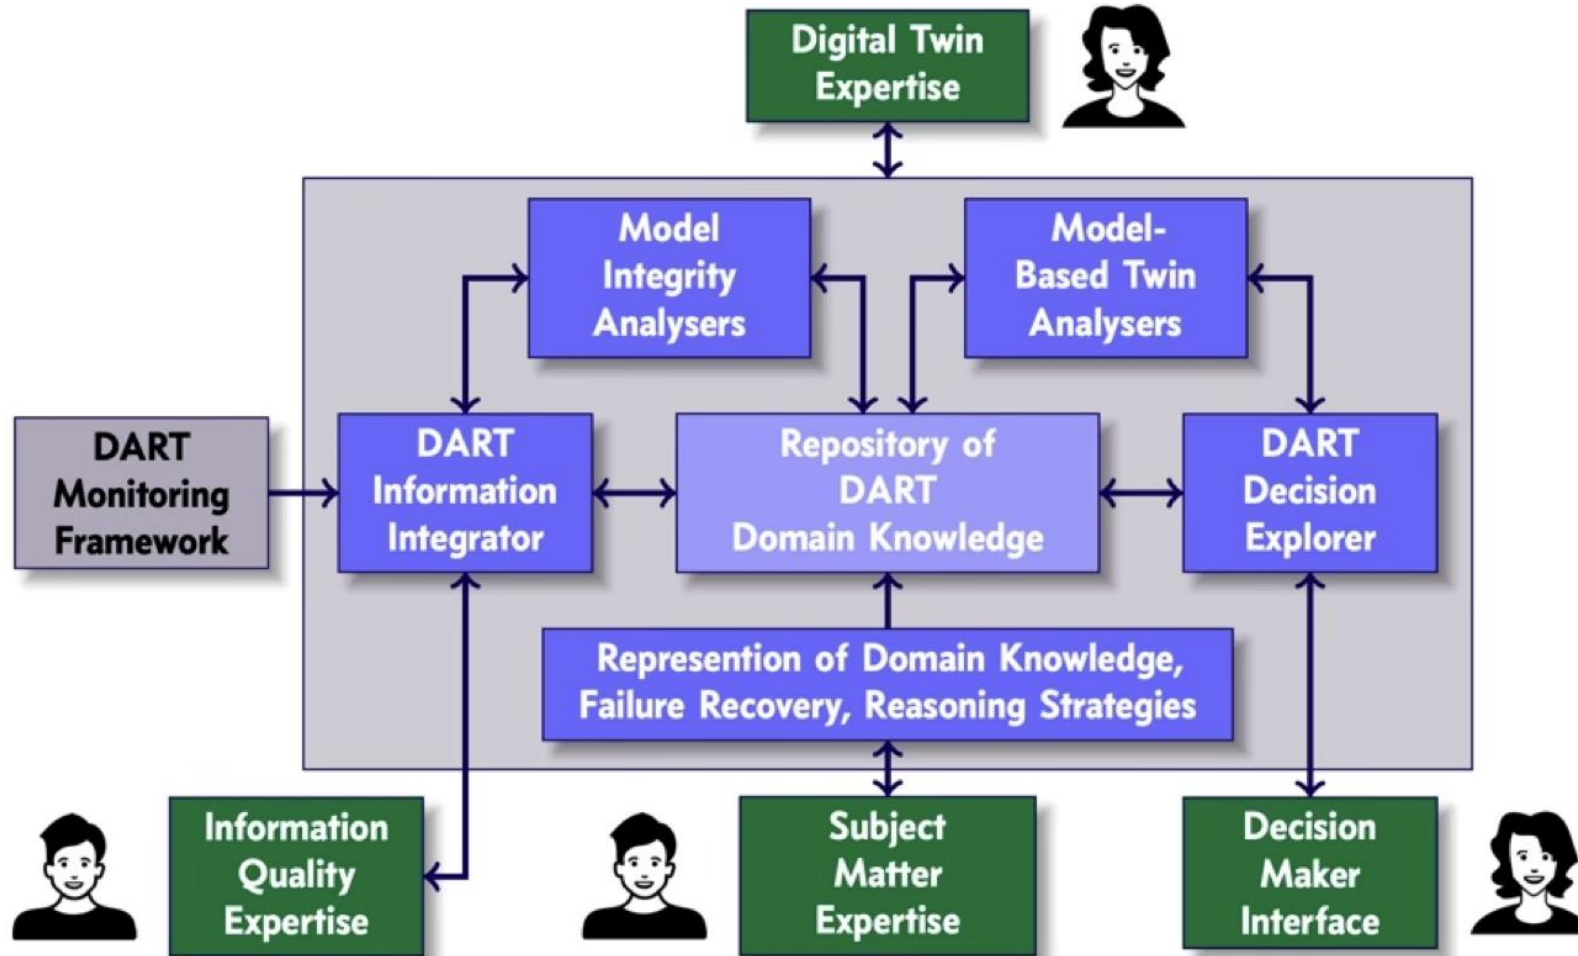 Digital Twin
Expertise
Model
Integrity
Analysers
Model-
Based Twin
Analysers
DART
Monitoring
Framework
DART
Information
Integrator
Repository of
DART
Domain Knowledge
DART
Decision
Explorer
Represention of Domain Knowledge,
Failure Recovery, Reasoning Strategies
Information
Quality
Expertise
Subject
Matter
Expertise
Decision
Maker
Interface